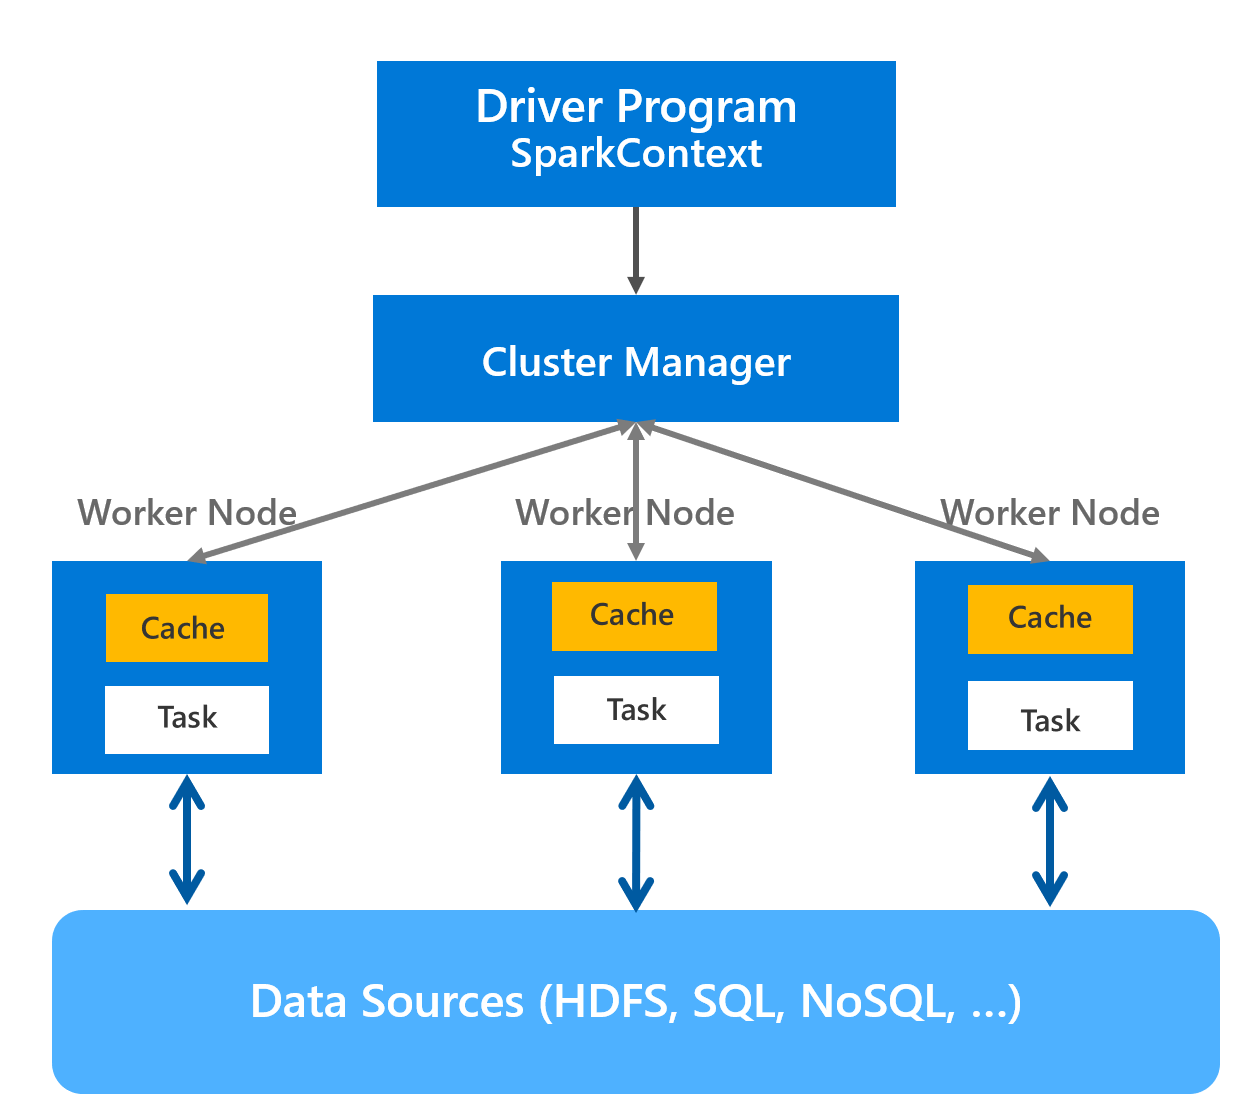 Driver Program
SparkContext
Cluster Manager
Worker Node
Worker Node
Worker Node
Cache
Cache
Cache
Task
Task
Task
Data Sources (HDFS, SQL, NoSQL, ...)